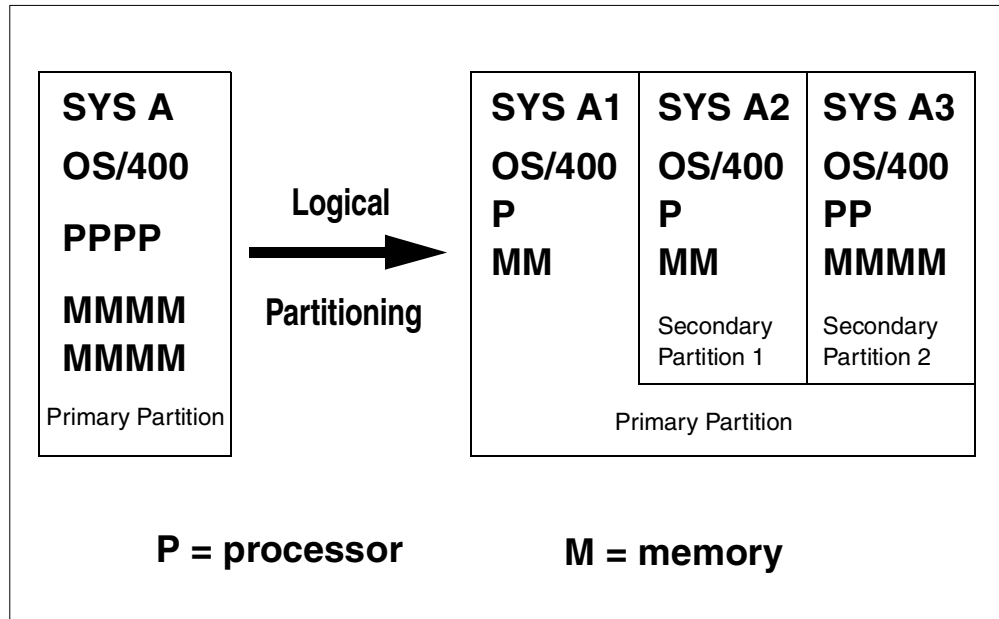 SYS A
OS/400
PPPP
MMMM
MMMM
Primary Partition
Logical
Partitioning
SYS A1
OS/400
P
MM
SYS A2
OS/400
P
MM
Secondary
Partition 1
SYS A3
OS/400
PP
MMMM
Secondary
Partition 2
Primary Partition
P = processor
M = memory